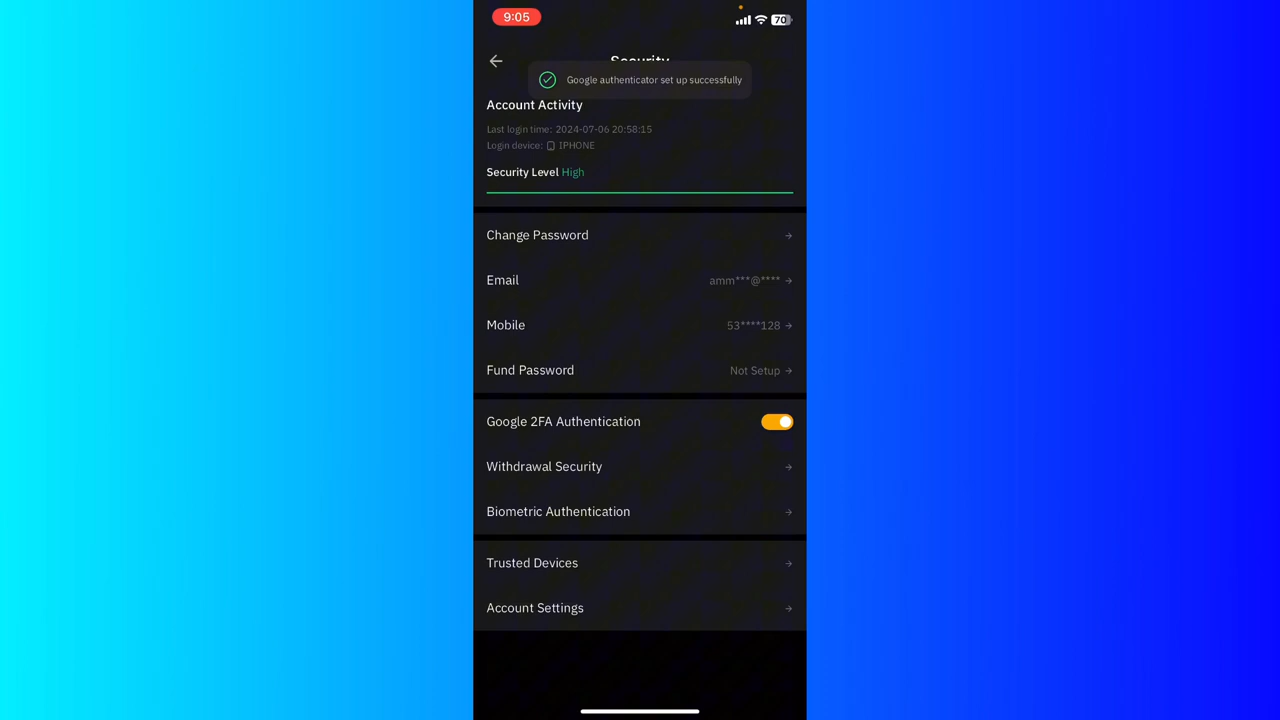 9:05
70
Security
Google authenticator set up successfully
Account Activity
Last login time: 2024-07-06 20:58:15
Login device: IPHONE
Security Level High
Change Password
Email amm***@****
Mobile 53****128
Fund Password Not Setup
Google 2FA Authentication
Withdrawal Security
Biometric Authentication
Trusted Devices
Account Settings